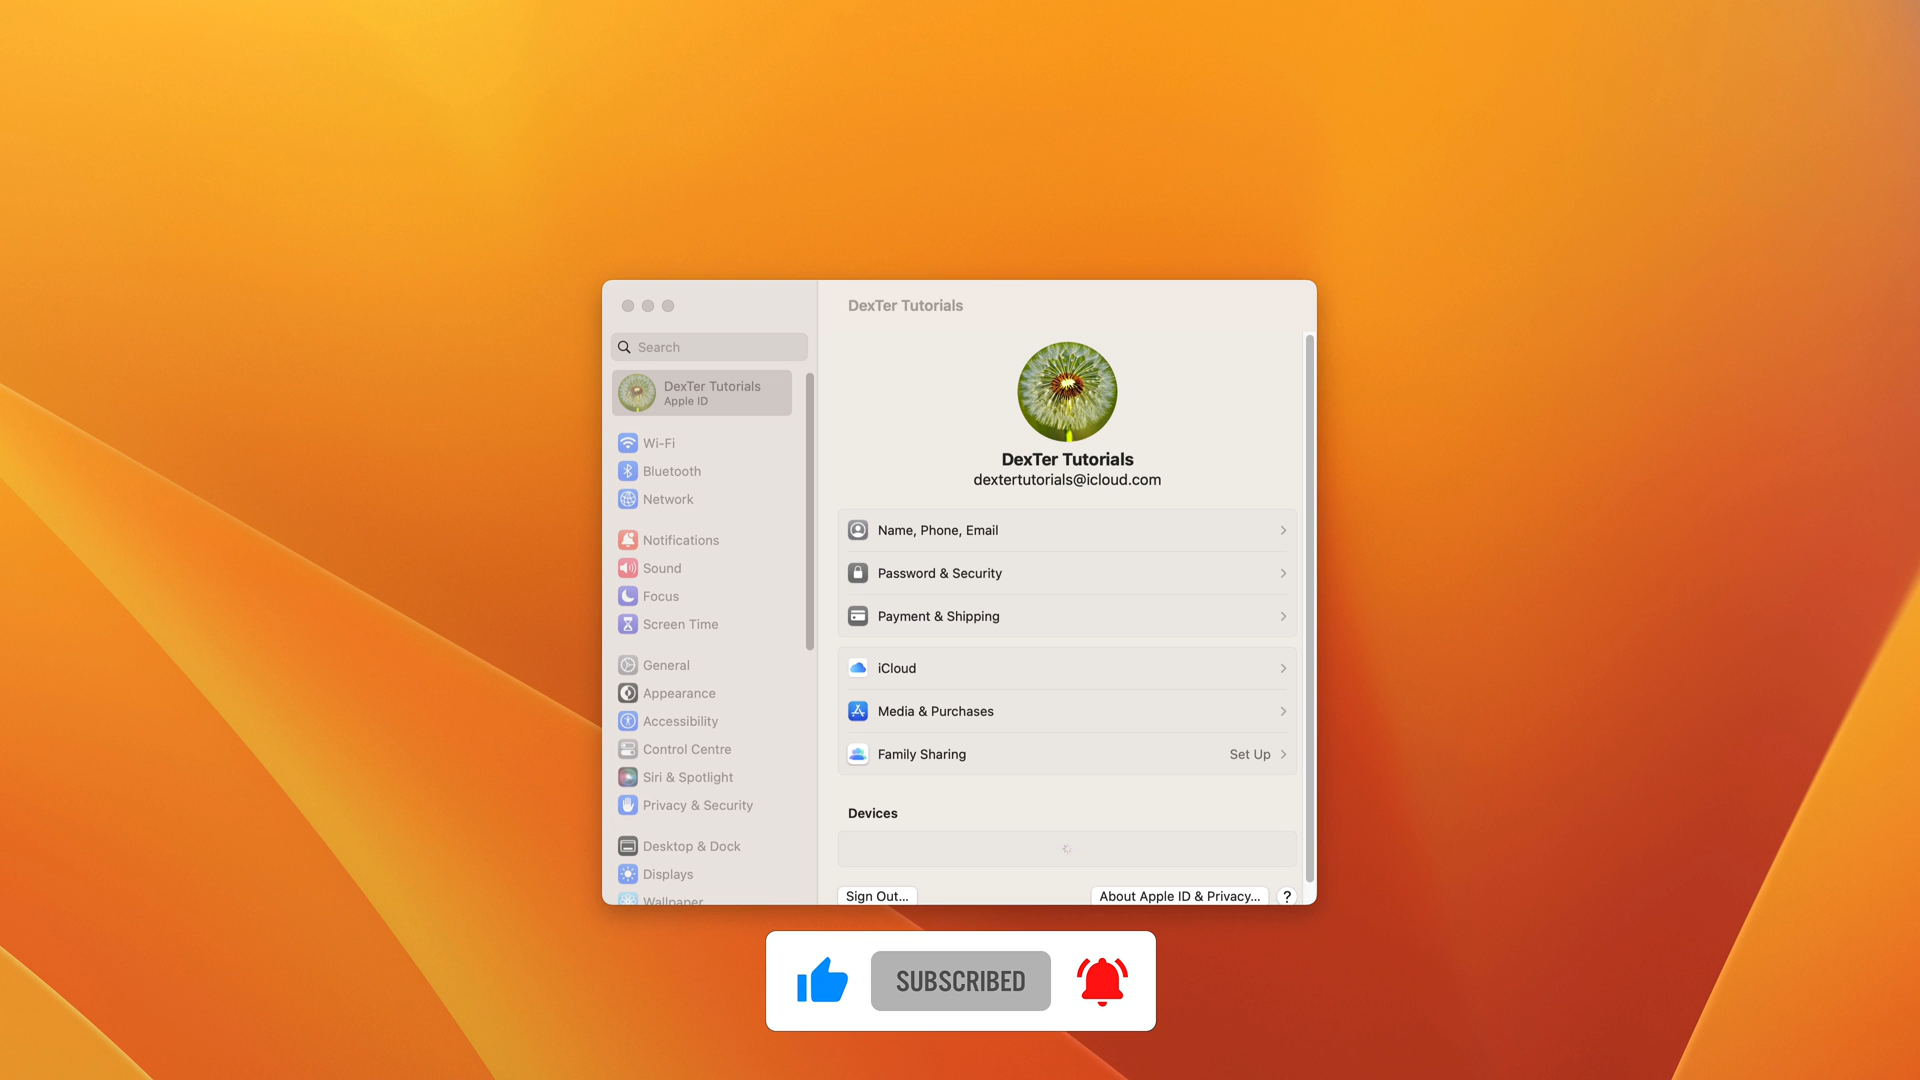 DexTer Tutorials
Search
DexTer Tutorials
Apple ID
Wi-Fi
Bluetooth
Network
Notifications
Sound
Focus
Screen Time
General
Appearance
Accessibility
Control Centre
Siri & Spotlight
Privacy & Security
Desktop & Dock
Displays
Wallpaper
DexTer Tutorials
dextertutorials@icloud.com
Name, Phone, Email
Password & Security
Payment & Shipping
iCloud
Media & Purchases
Family Sharing Set Up
Devices
Sign Out... About Apple ID & Privacy... ?
SUBSCRIBED